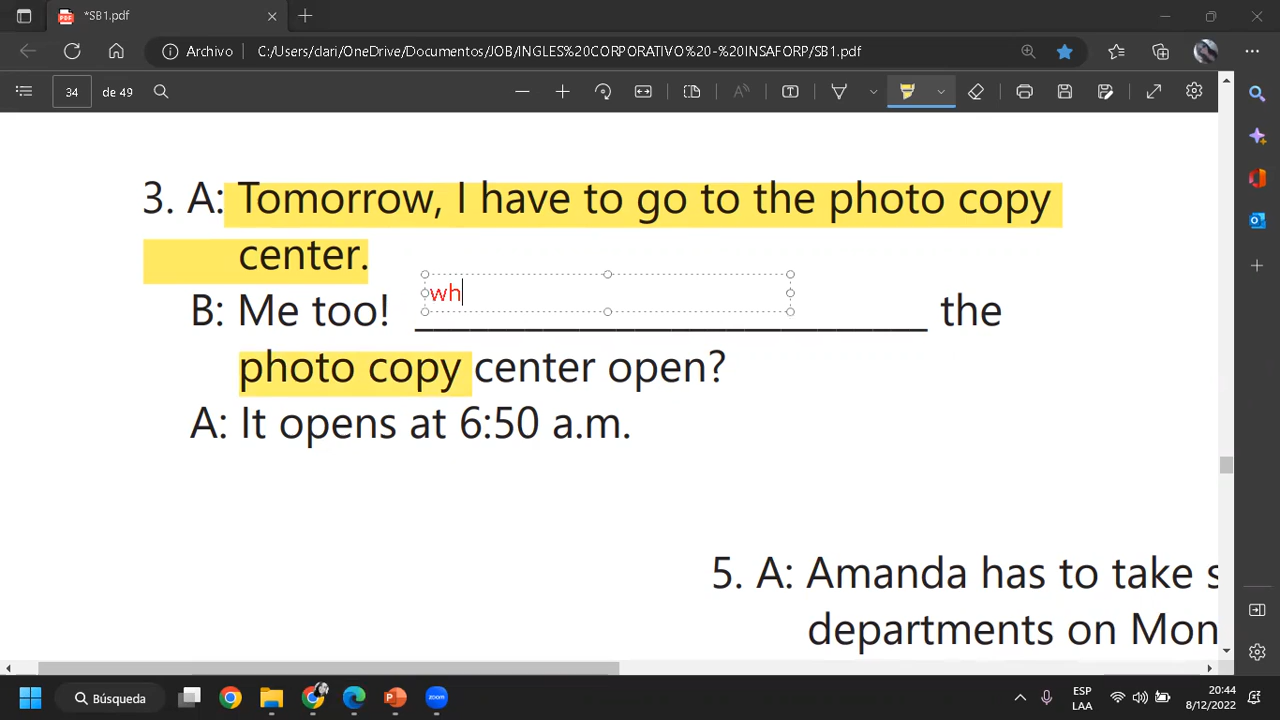 *SB1.pdf
Archivo C:/Users/clari/OneDrive/Documentos/JOB/INGLES%20CORPORATIVO%20-%20INSAFORP/SB1.pdf
34 de 49
3. A: Tomorrow, I have to go to the photo copy
center.
wh
B: Me too! ____________________________ the
photo copy center open?
A: It opens at 6:50 a.m.
5. A: Amanda has to take s
departments on Mon
Búsqueda
zoom
ESP
LAA
20:44
8/12/2022